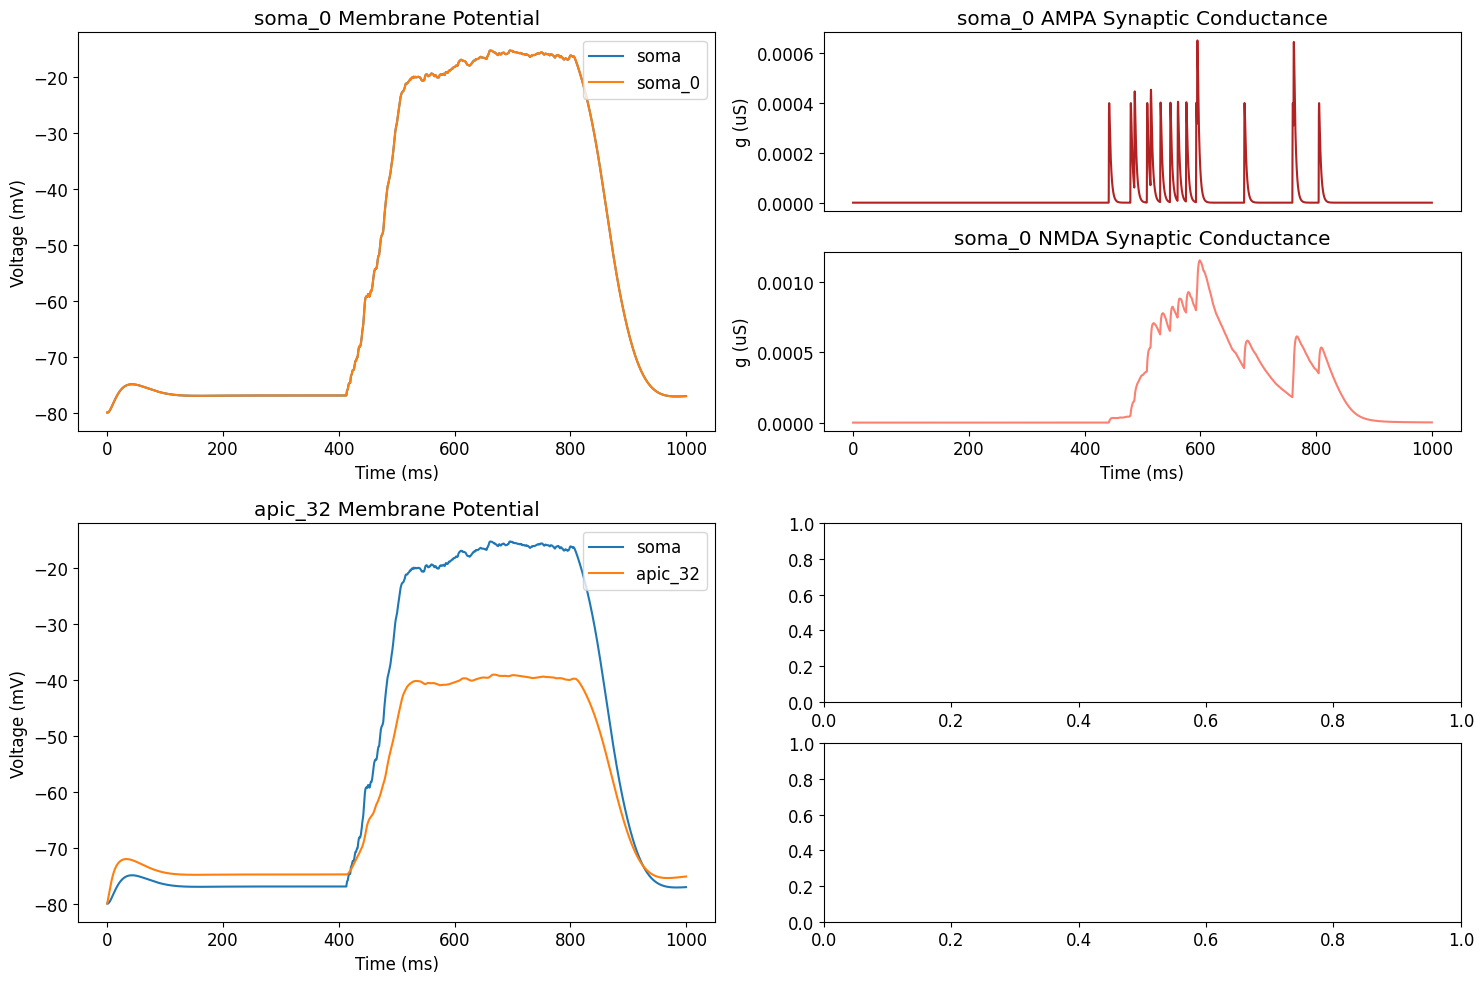 soma_0 Membrane Potential
soma
soma_0
−20
−30
−40
−50
−60
−70
−80
Voltage (mV)
0 200 400 600 800 1000
Time (ms)
soma_0 AMPA Synaptic Conductance
0.0006
0.0004
0.0002
0.0000
g (uS)
soma_0 NMDA Synaptic Conductance
0.0010
0.0005
0.0000
g (uS)
0 200 400 600 800 1000
Time (ms)
apic_32 Membrane Potential
soma
apic_32
−20
−30
−40
−50
−60
−70
−80
Voltage (mV)
0 200 400 600 800 1000
Time (ms)
1.0
0.8
0.6
0.4
0.2
0.0
0.0 0.2 0.4 0.6 0.8 1.0
1.0
0.8
0.6
0.4
0.2
0.0
0.0 0.2 0.4 0.6 0.8 1.0